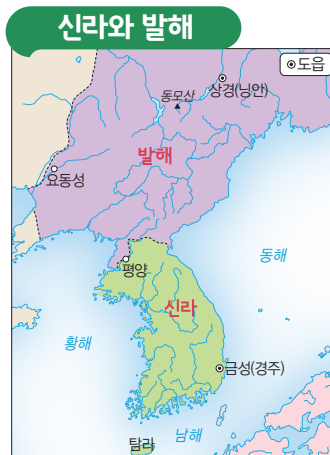 신라와 발해
⊙도읍
동모산
상경(닝안)
발해
요동성
동해
평양
신라
황해
금성(경주)
남해
탐라